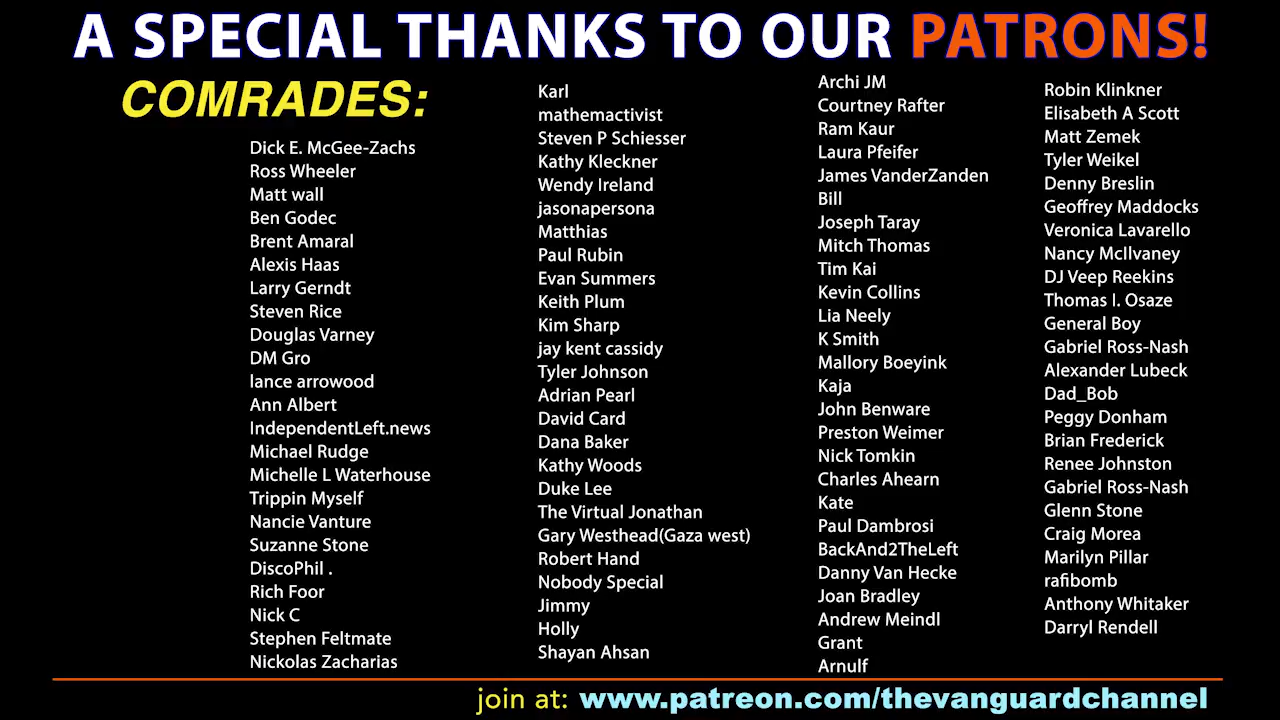 A SPECIAL THANKS TO OUR PATRONS!
COMRADES:
Dick E. McGee-Zachs
Ross Wheeler
Matt wall
Ben Godec
Brent Amaral
Alexis Haas
Larry Gerndt
Steven Rice
Douglas Varney
DM Gro
lance arrowood
Ann Albert
IndependentLeft.news
Michael Rudge
Michelle L Waterhouse
Trippin Myself
Nancie Vanture
Suzanne Stone
DiscoPhil .
Rich Foor
Nick C
Stephen Feltmate
Nickolas Zacharias
Karl
mathemactivist
Steven P Schiesser
Kathy Kleckner
Wendy Ireland
jasonapersona
Matthias
Paul Rubin
Evan Summers
Keith Plum
Kim Sharp
jay kent cassidy
Tyler Johnson
Adrian Pearl
David Card
Dana Baker
Kathy Woods
Duke Lee
The Virtual Jonathan
Gary Westhead(Gaza west)
Robert Hand
Nobody Special
Jimmy
Holly
Shayan Ahsan
Archi JM
Courtney Rafter
Ram Kaur
Laura Pfeifer
James VanderZanden
Bill
Joseph Taray
Mitch Thomas
Tim Kai
Kevin Collins
Lia Neely
K Smith
Mallory Boeyink
Kaja
John Benware
Preston Weimer
Nick Tomkin
Charles Ahearn
Kate
Paul Dambrosi
BackAnd2TheLeft
Danny Van Hecke
Joan Bradley
Andrew Meindl
Grant
Arnulf
Robin Klinkner
Elisabeth A Scott
Matt Zemek
Tyler Weikel
Denny Breslin
Geoffrey Maddocks
Veronica Lavarello
Nancy McIlvaney
DJ Veep Reekins
Thomas I. Osaze
General Boy
Gabriel Ross-Nash
Alexander Lubeck
Dad_Bob
Peggy Donham
Brian Frederick
Renee Johnston
Gabriel Ross-Nash
Glenn Stone
Craig Morea
Marilyn Pillar
rafibomb
Anthony Whitaker
Darryl Rendell
join at: www.patreon.com/thevanguardchannel